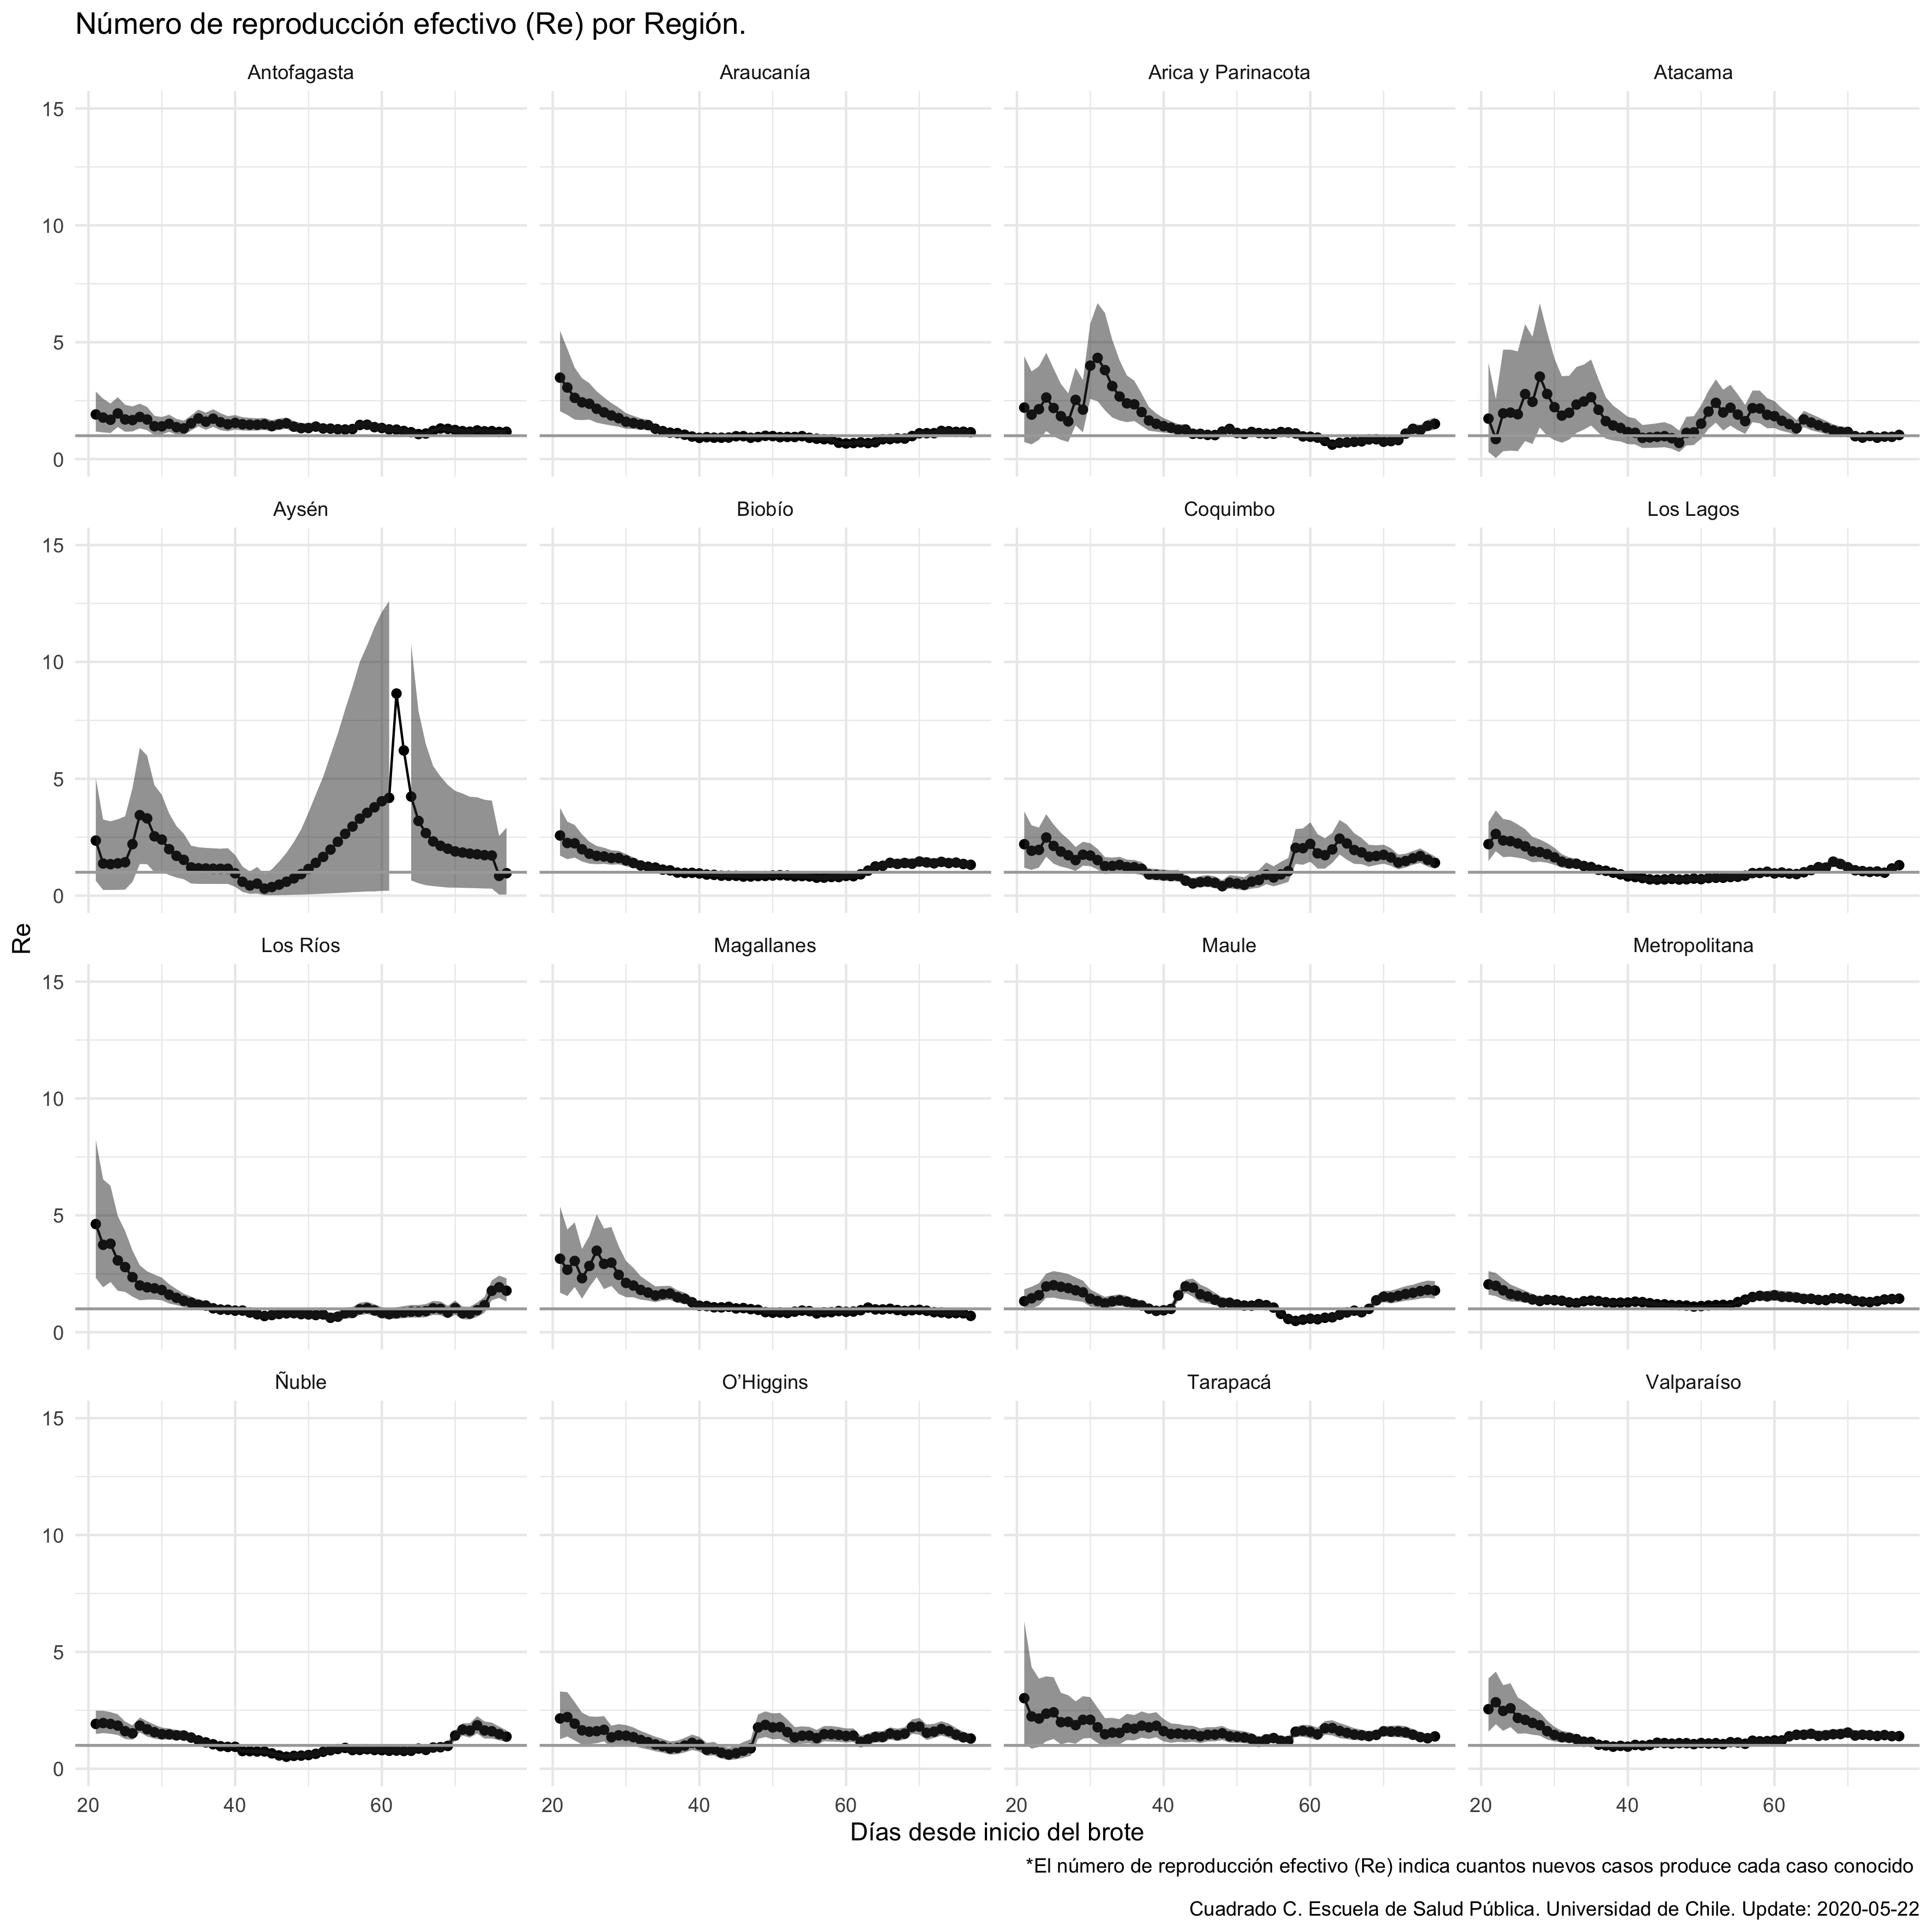 Número de reproducción efectivo (Re) por Región.
Antofagasta
Araucanía
Arica y Parinacota
Atacama
15
10
5
0
Aysén
Biobío
Coquimbo
Los Lagos
15
10
5
0
Re
Los Ríos
Magallanes
Maule
Metropolitana
15
10
5
0
Ñuble
O’Higgins
Tarapacá
Valparaíso
15
10
5
0
20 40 60
20 40 60
20 40 60
20 40 60
Días desde inicio del brote
*El número de reproducción efectivo (Re) indica cuantos nuevos casos produce cada caso conocido
Cuadrado C. Escuela de Salud Pública. Universidad de Chile. Update: 2020-05-22